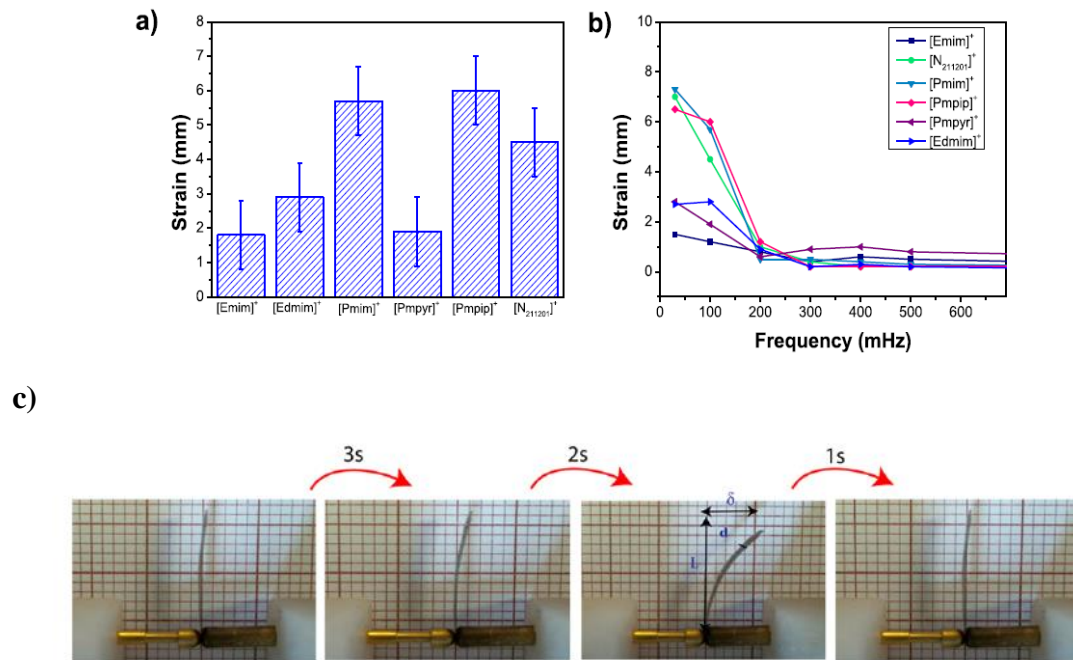 a)
Strain (mm)
8
7
6
5
4
3
2
1
0
[Emim]⁺
[Edmim]⁺
[Pmim]⁺
[Pmpyr]⁺
[Pmpip]⁺
[N₂₁₁₂₀₁]⁺
b)
Strain (mm)
10
8
6
4
2
0
0
100
200
300
400
500
600
Frequency (mHz)
[Emim]⁺
[N₂₁₁₂₀₁]⁺
[Pmim]⁺
[Pmpip]⁺
[Pmpyr]⁺
[Edmim]⁺
c)
3s
2s
1s
δ
d
L